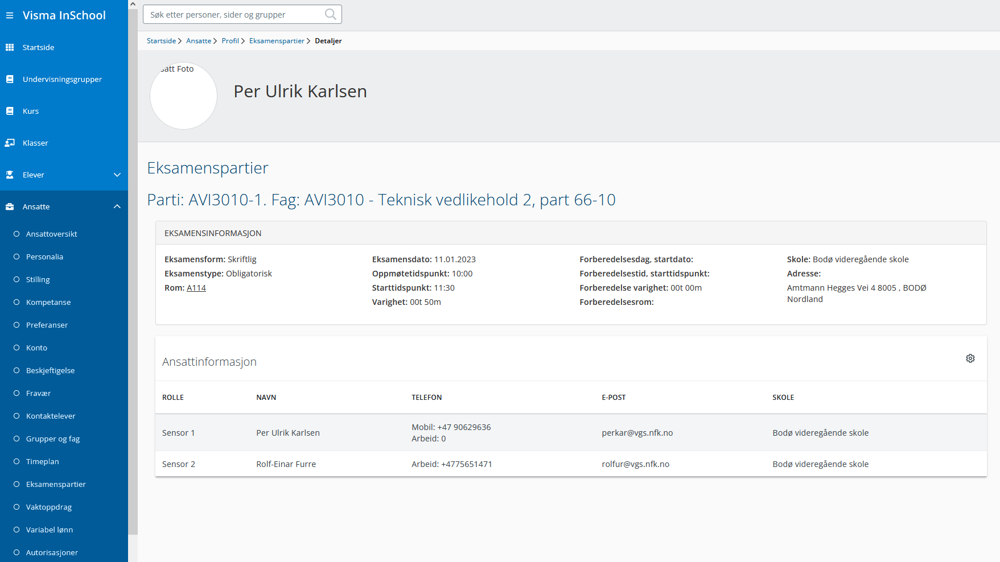 Visma InSchool
Startside
Undervisningsgrupper
Kurs
Klasser
Elever
Ansatte
Ansattoversikt
Personalia
Stilling
Kompetanse
Preferanser
Konto
Beskjeftigelse
Fravær
Kontaktelever
Grupper og fag
Timeplan
Eksamenspartier
Vaktoppdrag
Variabel lønn
Autorisasjoner
Søk etter personer, sider og grupper
Startside Ansatte Profil Eksamenspartier Detaljer
Foto
Per Ulrik Karlsen
Eksamenspartier
Parti: AVI3010-1. Fag: AVI3010 - Teknisk vedlikehold 2, part 66-10
EKSAMENSINFORMASJON
Eksamensform: Skriftlig
Eksamenstype: Obligatorisk
Rom: A114
Eksamensdato: 11.01.2023
Oppmøtetidspunkt: 10:00
Starttidspunkt: 11:30
Varighet: 00t 50m
Forberedelsesdag, startdato:
Forberedelsestid, starttidspunkt:
Forberedelse varighet: 00t 00m
Forberedelsesrom:
Skole: Bodø videregående skole
Adresse:
Amtmann Hegges Vei 4 8005 , BODØ
Nordland
Ansattinformasjon
ROLLE NAVN TELEFON E-POST SKOLE
Sensor 1 Per Ulrik Karlsen Mobil: +47 90629636 perkar@vgs.nfk.no Bodø videregående skole
Arbeid: 0
Sensor 2 Rolf-Einar Furre Arbeid: +4775651471 rolfur@vgs.nfk.no Bodø videregående skole